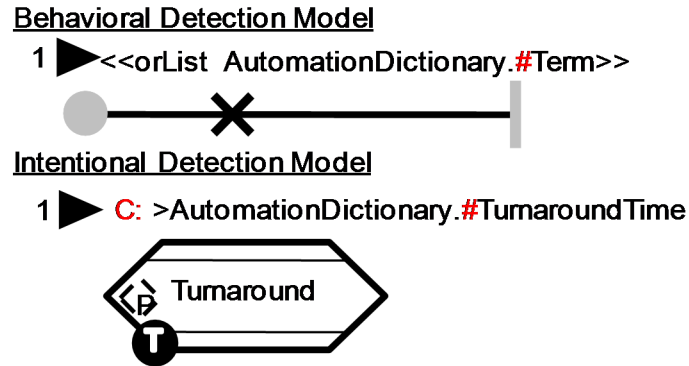 Behavioral Detection Model
1 <<orList AutomationDictionary.#Term>>
Intentional Detection Model
1 C: >AutomationDictionary.#TurnaroundTime
<P> Turnaround
T